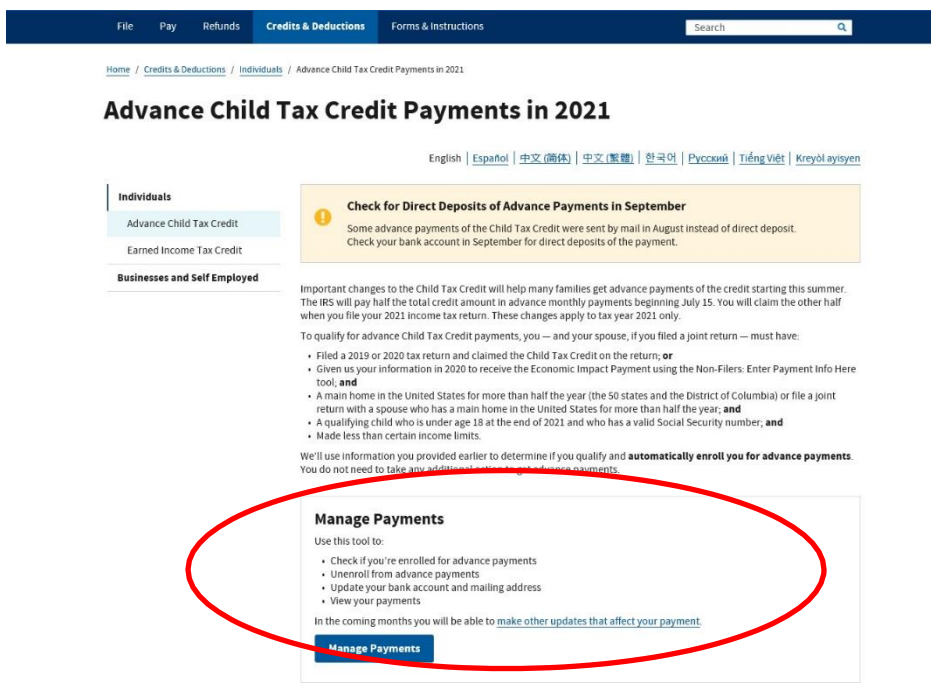 File Pay Refunds Credits & Deductions Forms & Instructions Search
Home / Credits & Deductions / Individuals / Advance Child Tax Credit Payments in 2021
Advance Child Tax Credit Payments in 2021
English | Español | 中文 (简体) | 中文 (繁體) | 한국어 | Русский | Tiếng Việt | Kreyòl ayisyen
Individuals
Advance Child Tax Credit
Earned Income Tax Credit
Businesses and Self Employed
Check for Direct Deposits of Advance Payments in September
Some advance payments of the Child Tax Credit were sent by mail in August instead of direct deposit.
Check your bank account in September for direct deposits of the payment.
Important changes to the Child Tax Credit will help many families get advance payments of the credit starting this summer.
The IRS will pay half the total credit amount in advance monthly payments beginning July 15. You will claim the other half
when you file your 2021 income tax return. These changes apply to tax year 2021 only.
To qualify for advance Child Tax Credit payments, you — and your spouse, if you filed a joint return — must have:
• Filed a 2019 or 2020 tax return and claimed the Child Tax Credit on the return; or
• Given us your information in 2020 to receive the Economic Impact Payment using the Non-Filers: Enter Payment Info Here
tool; and
• A main home in the United States for more than half the year (the 50 states and the District of Columbia) or file a joint
return with a spouse who has a main home in the United States for more than half the year; and
• A qualifying child who is under age 18 at the end of 2021 and who has a valid Social Security number; and
• Made less than certain income limits.
We'll use information you provided earlier to determine if you qualify and automatically enroll you for advance payments.
You do not need to take any additional action to get advance payments.
Manage Payments
Use this tool to:
• Check if you're enrolled for advance payments
• Unenroll from advance payments
• Update your bank account and mailing address
• View your payments
In the coming months you will be able to make other updates that affect your payment.
Manage Payments